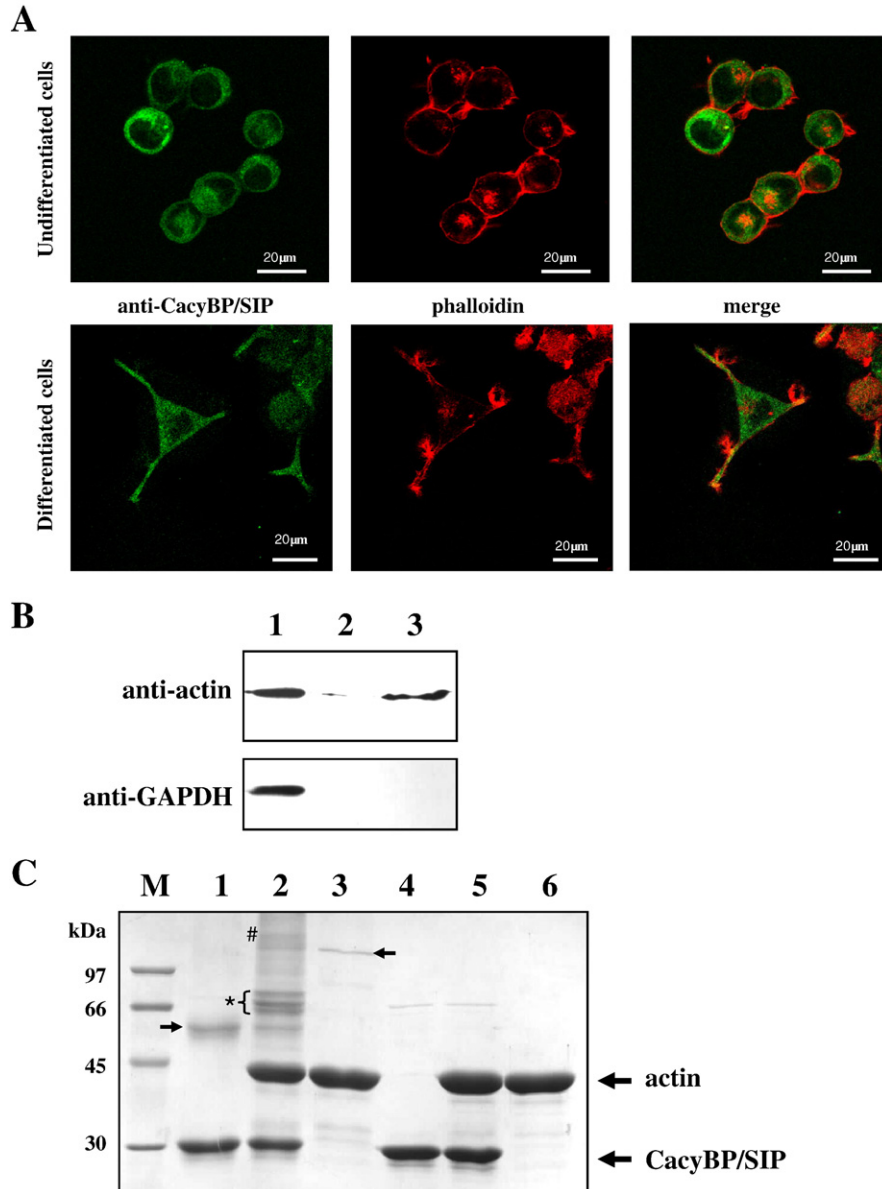 A
Undifferentiated cells
20µm
20µm
20µm
anti-CacyBP/SIP phalloidin merge
Differentiated cells
20µm
20µm
20µm
B
1 2 3
anti-actin
anti-GAPDH
C
M 1 2 3 4 5 6
kDa
#
97
*
66
45
actin
30
CacyBP/SIP